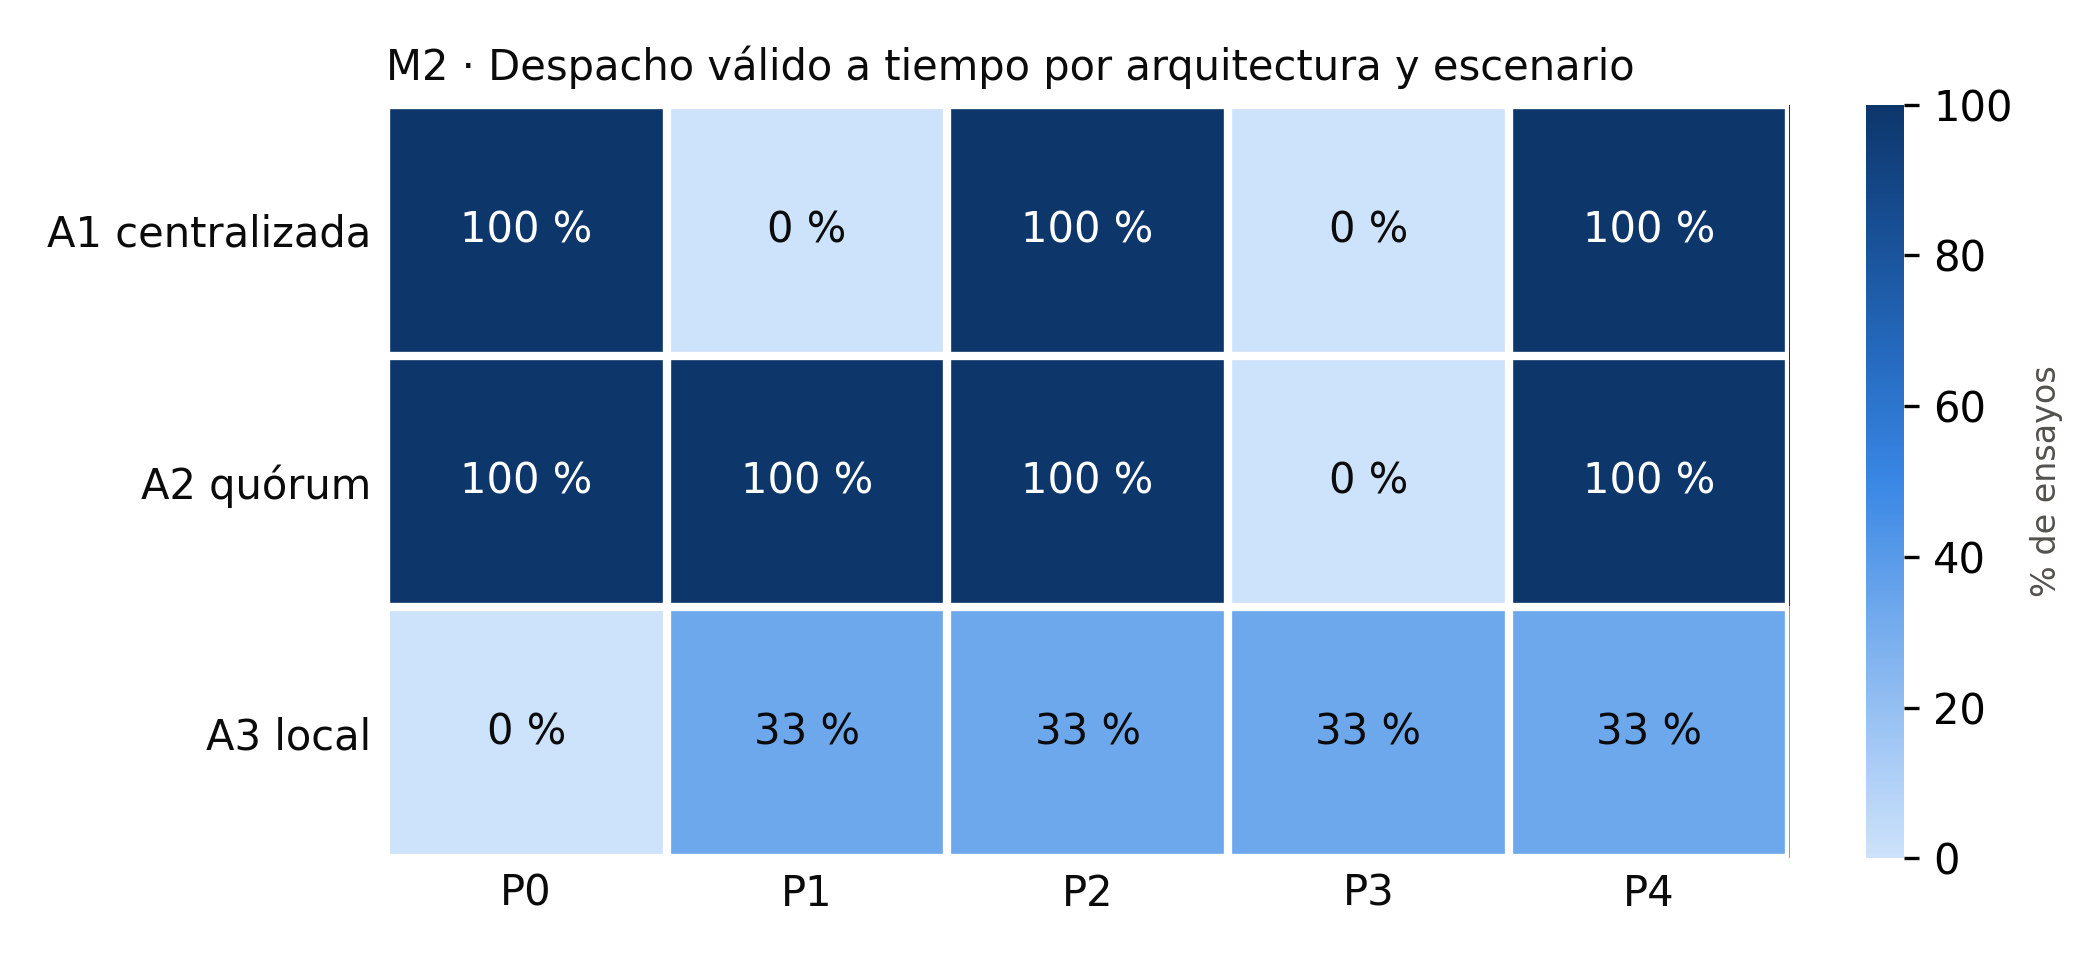 M2 · Despacho válido a tiempo por arquitectura y escenario
A1 centralizada 100 % 0 % 100 % 0 % 100 %
A2 quórum 100 % 100 % 100 % 0 % 100 %
A3 local 0 % 33 % 33 % 33 % 33 %
P0 P1 P2 P3 P4
100
80
60
40
20
0
% de ensayos